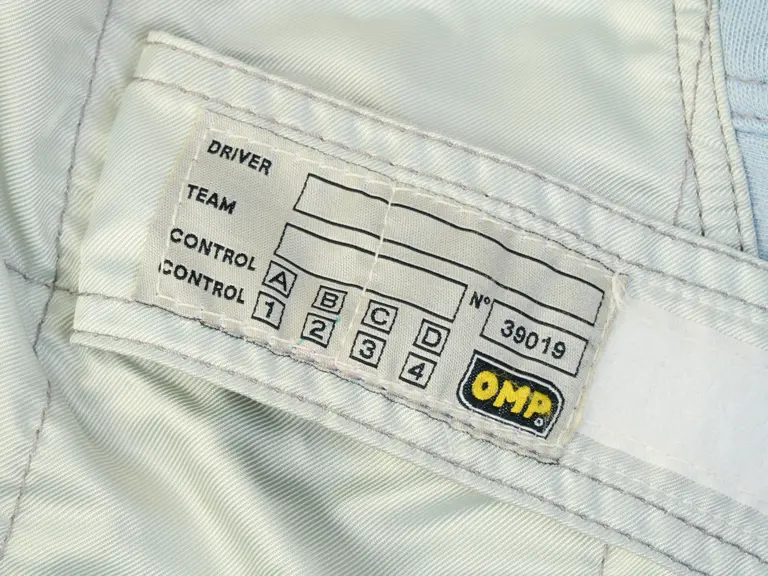 DRIVER
TEAM
CONTROL A B C D
CONTROL 1 2 3 4
N° 39019
OMP